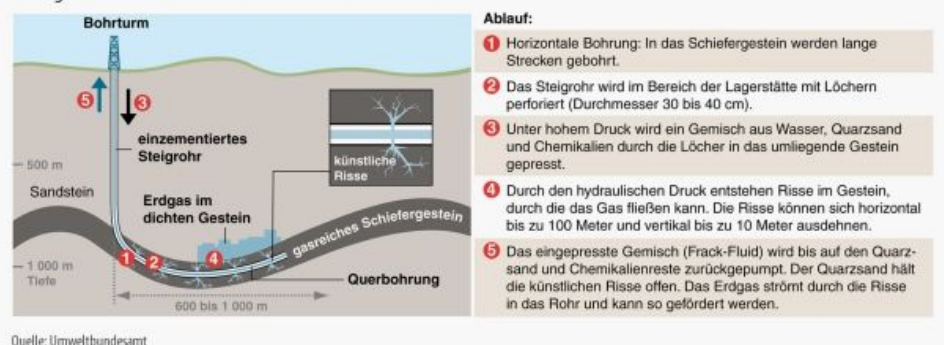 Bohrturm
5
3
einzementiertes
Steigrohr
500 m
künstliche
Risse
Sandstein
Erdgas im
dichten Gestein
gasreiches Schiefergestein
1
2
4
1 000 m
Tiefe
Querbohrung
600 bis 1 000 m
Ablauf:
1 Horizontale Bohrung: In das Schiefergestein werden lange
Strecken gebohrt.
2 Das Steigrohr wird im Bereich der Lagerstätte mit Löchern
perforiert (Durchmesser 30 bis 40 cm).
3 Unter hohem Druck wird ein Gemisch aus Wasser, Quarzsand
und Chemikalien durch die Löcher in das umliegende Gestein
gepresst.
4 Durch den hydraulischen Druck entstehen Risse im Gestein,
durch die das Gas fließen kann. Die Risse können sich horizontal
bis zu 100 Meter und vertikal bis zu 10 Meter ausdehnen.
5 Das eingepresste Gemisch (Frack-Fluid) wird bis auf den Quarz-
sand und Chemikalienreste zurückgepumpt. Der Quarzsand hält
die künstlichen Risse offen. Das Erdgas strömt durch die Risse
in das Rohr und kann so gefördert werden.
Quelle: Umweltbundesamt